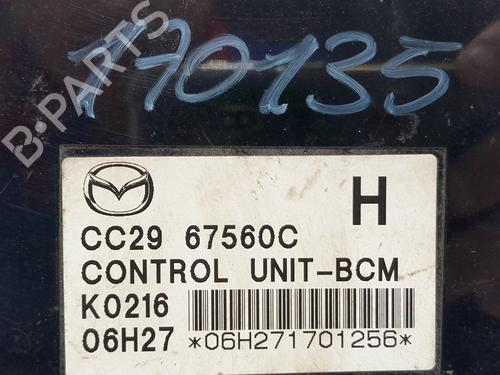 170135
B-PARTS
H
CC29 67560C
CONTROL UNIT-BCM
K0216
06H27 *06H271701256*